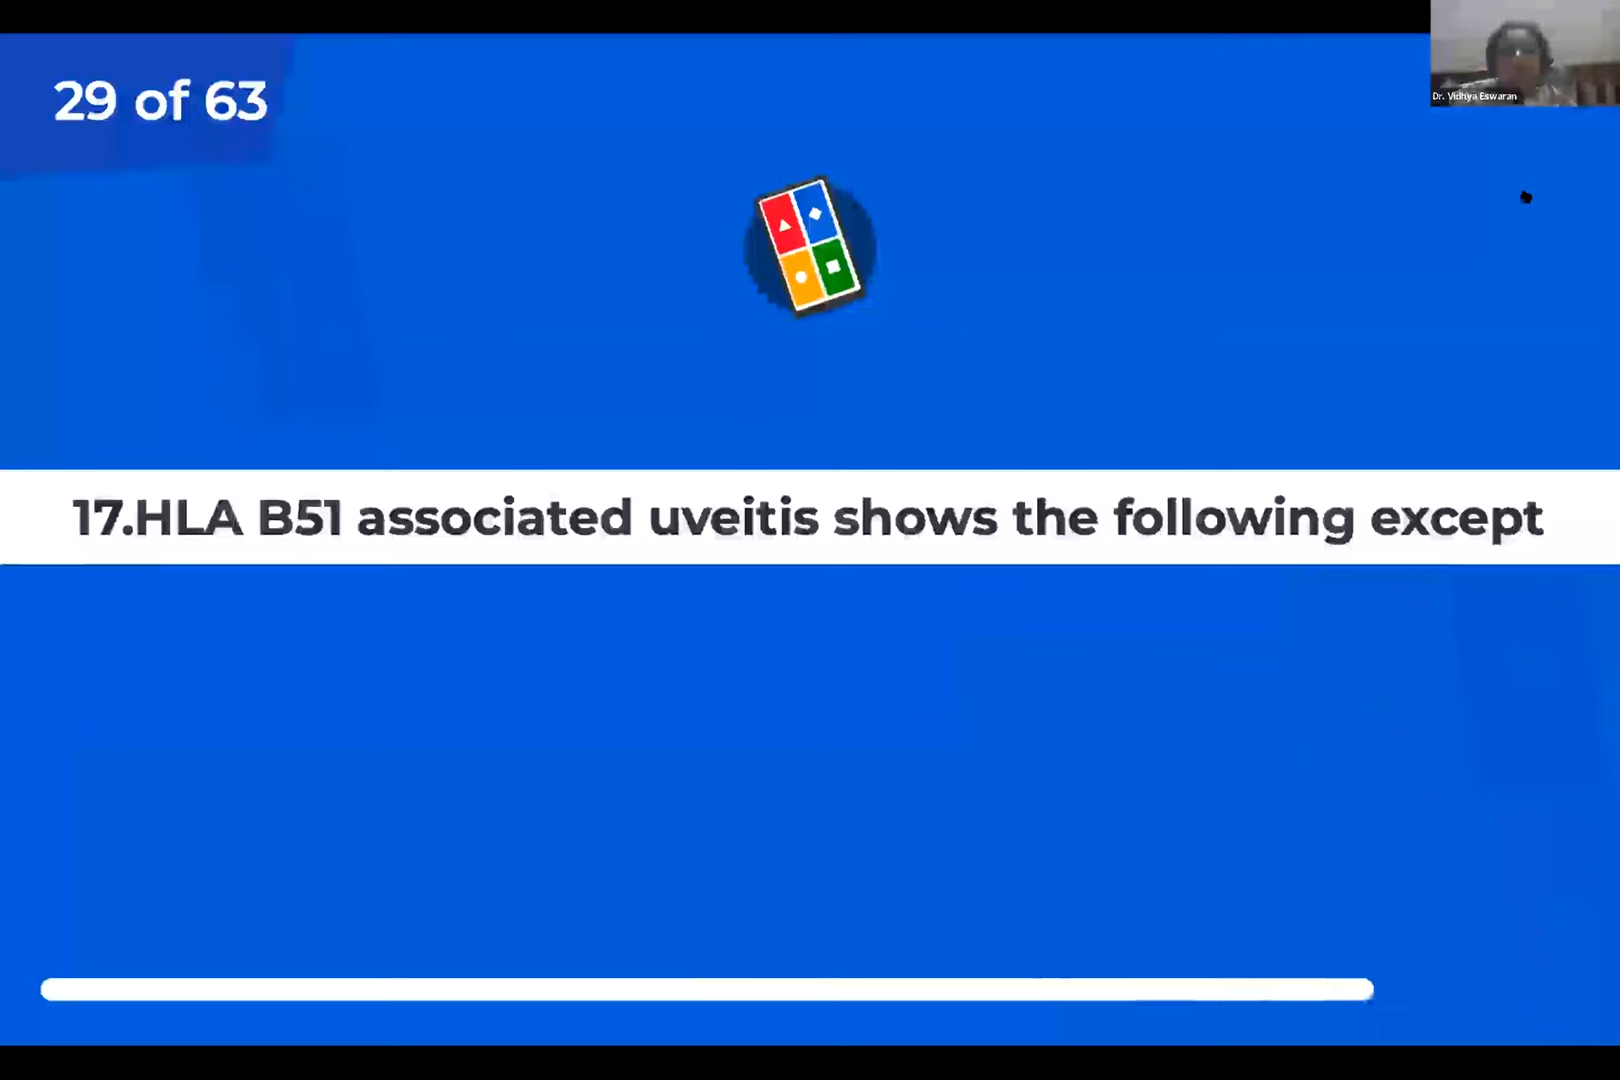 29 of 63
Dr. Vidhya Eswaran
17.HLA B51 associated uveitis shows the following except